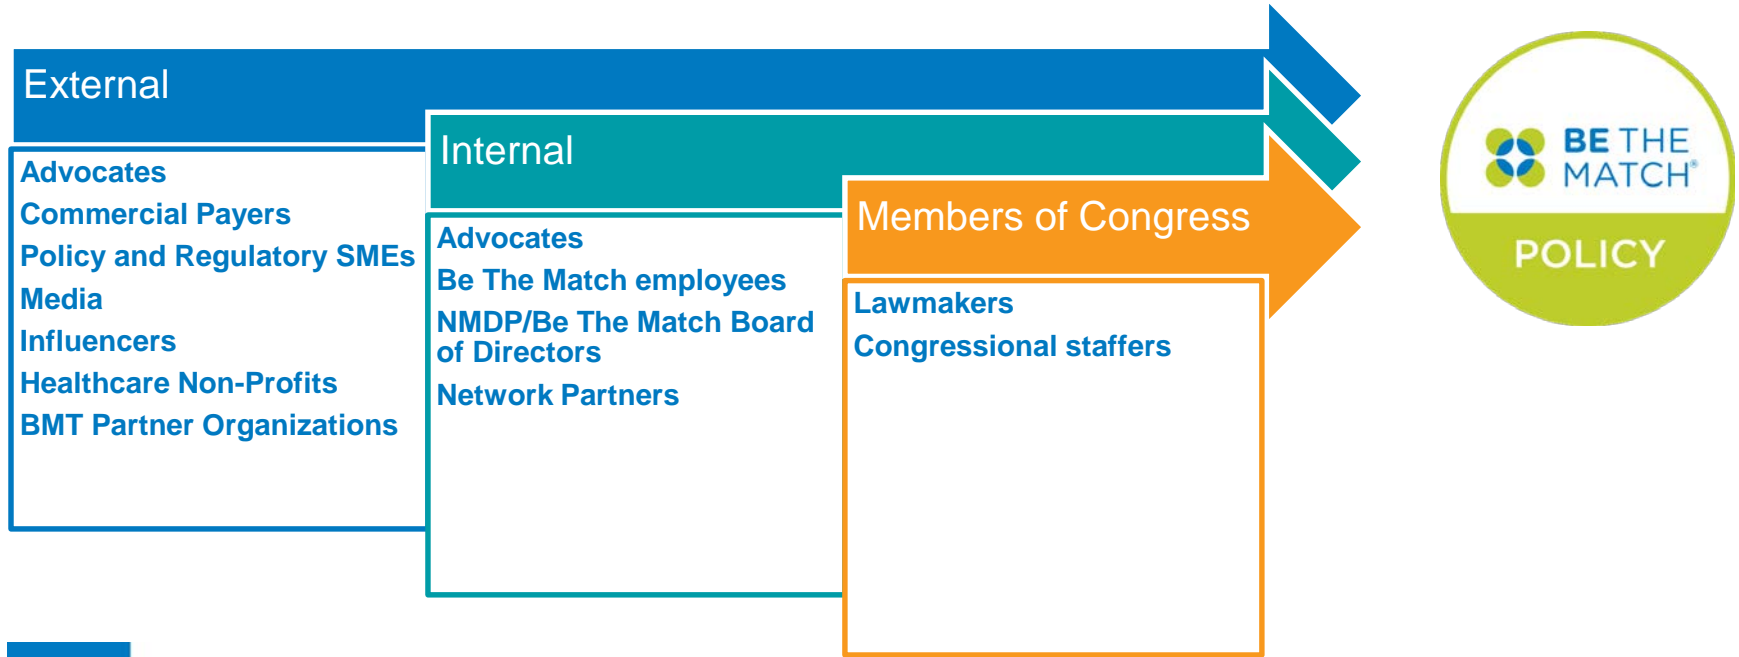 External
Advocates
Commercial Payers
Policy and Regulatory SMEs
Media
Influencers
Healthcare Non-Profits
BMT Partner Organizations
Internal
Advocates
Be The Match employees
NMDP/Be The Match Board
of Directors
Network Partners
Members of Congress
Lawmakers
Congressional staffers
BE THE
MATCH®
POLICY